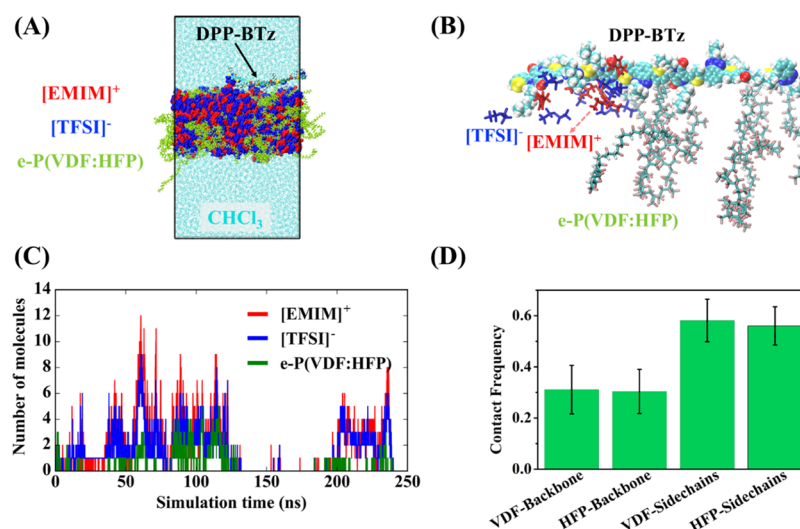 (A)
DPP-BTz
[EMIM]+
[TFSI]-
e-P(VDF:HFP)
CHCl3
(B)
DPP-BTz
[TFSI]-
[EMIM]+
e-P(VDF:HFP)
(C)
Number of molecules
14
12
10
8
6
4
2
0
[EMIM]+
[TFSI]-
e-P(VDF:HFP)
0
50
100
150
200
250
Simulation time (ns)
(D)
Contact Frequency
0.6
0.4
0.2
0.0
VDF-Backbone
HFP-Backbone
VDF-Sidechains
HFP-Sidechains